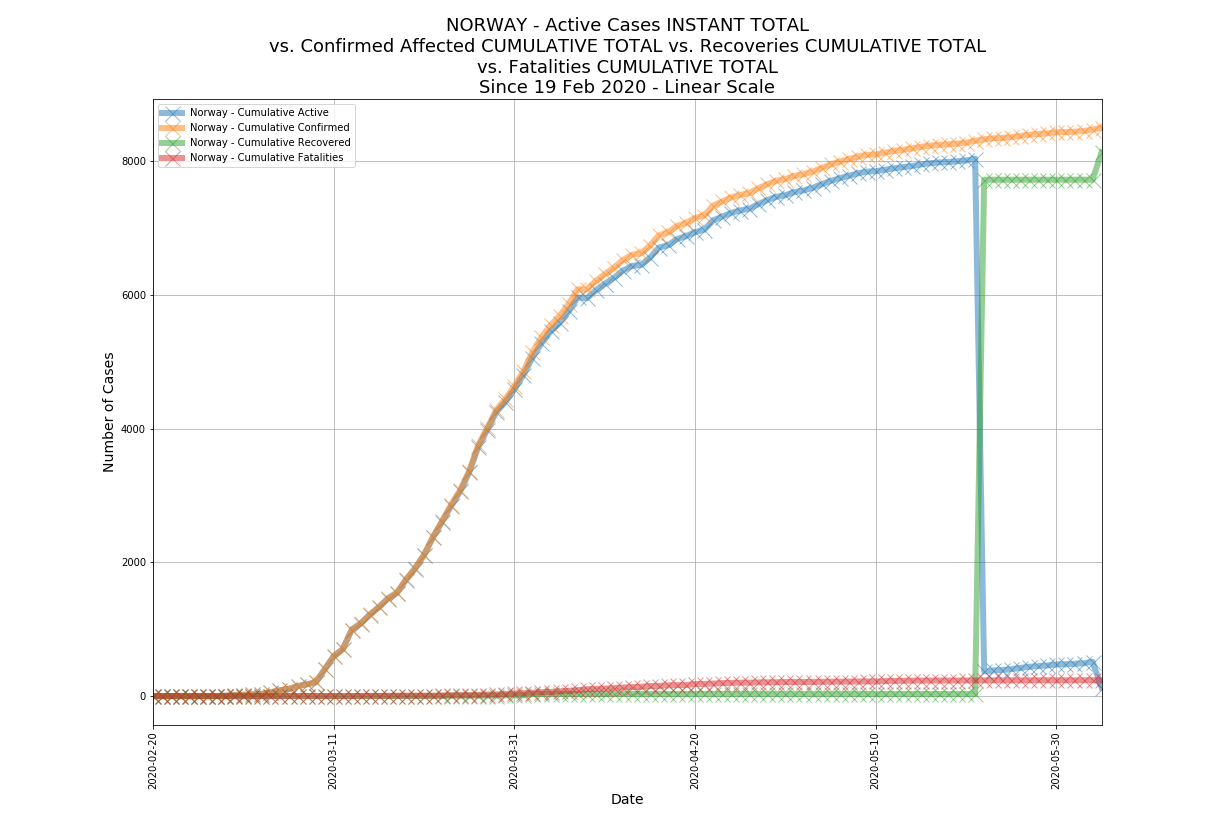 NORWAY - Active Cases INSTANT TOTAL
vs. Confirmed Affected CUMULATIVE TOTAL vs. Recoveries CUMULATIVE TOTAL
vs. Fatalities CUMULATIVE TOTAL
Since 19 Feb 2020 - Linear Scale
Norway - Cumulative Active
Norway - Cumulative Confirmed
Norway - Cumulative Recovered
Norway - Cumulative Fatalities
Number of Cases
8000
6000
4000
2000
0
2020-02-20
2020-03-11
2020-03-31
2020-04-20
2020-05-10
2020-05-30
Date